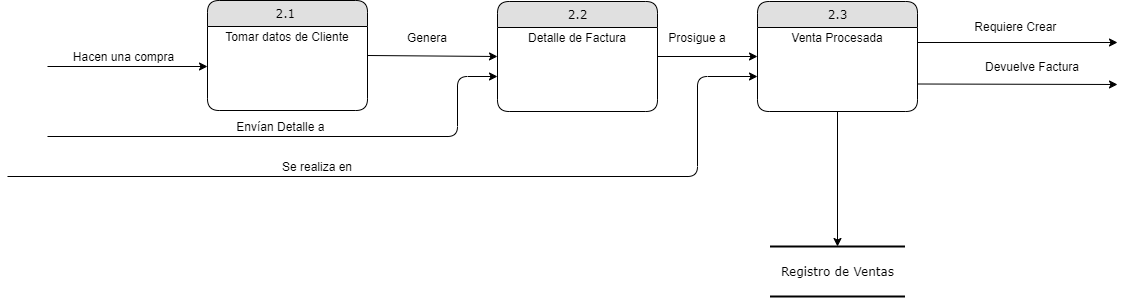 2.1
2.2
2.3
Tomar datos de Cliente
Detalle de Factura
Venta Procesada
Hacen una compra
Genera
Prosigue a
Requiere Crear
Devuelve Factura
Envían Detalle a
Se realiza en
Registro de Ventas